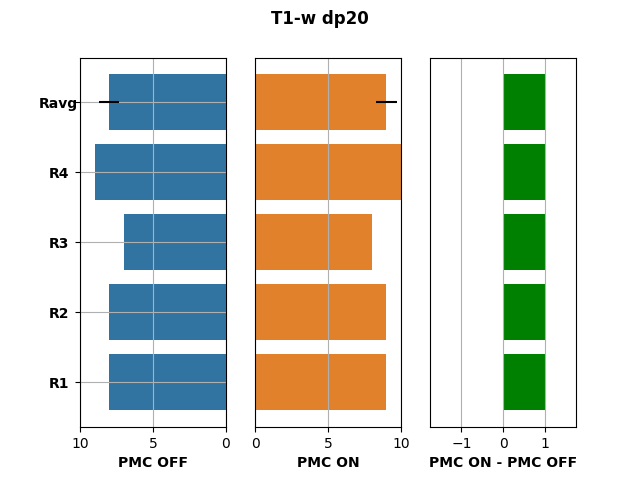 T1-w dp20
Ravg
R4
R3
R2
R1
10 5 0
0 5 10
−1 0 1
PMC OFF
PMC ON
PMC ON - PMC OFF